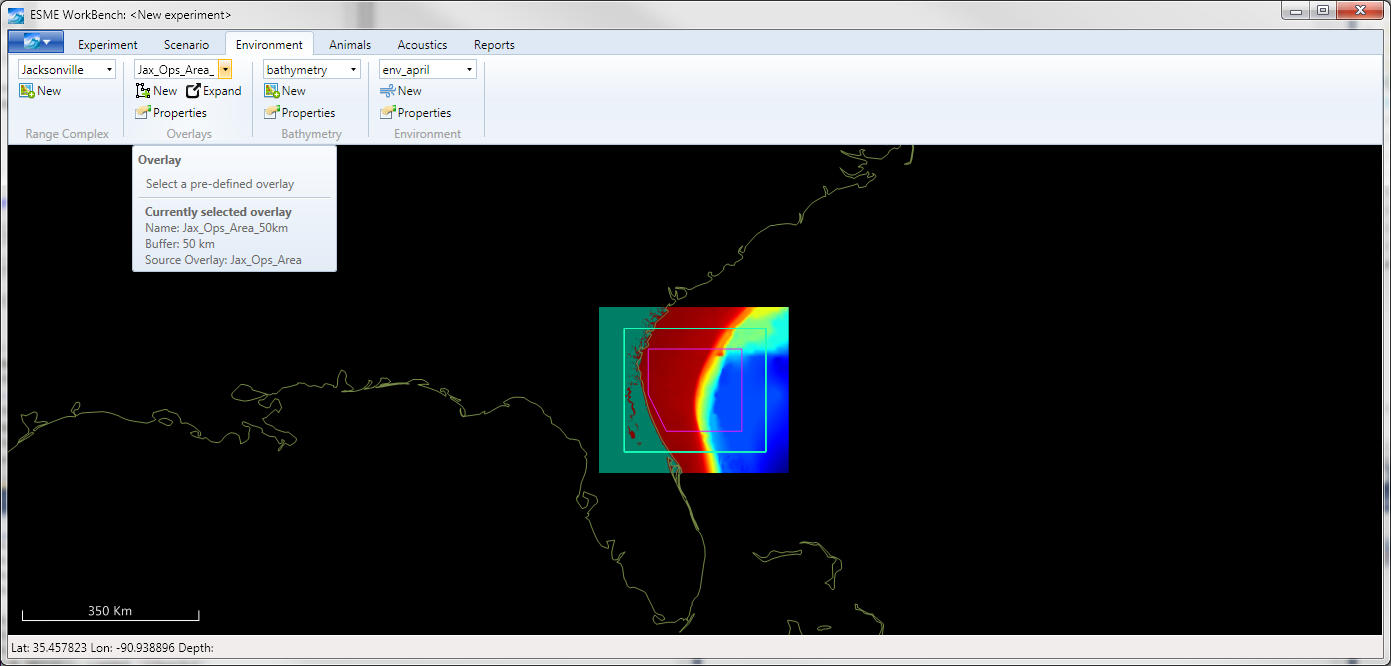 ESME WorkBench: <New experiment>
Experiment Scenario Environment Animals Acoustics Reports
Jacksonville Jax_Ops_Area_ bathymetry env_april
New New Expand New New
Properties Properties Properties
Range Complex Overlays Bathymetry Environment
Overlay
Select a pre-defined overlay
Currently selected overlay
Name: Jax_Ops_Area_50km
Buffer: 50 km
Source Overlay: Jax_Ops_Area
350 Km
Lat: 35.457823 Lon: -90.938896 Depth: